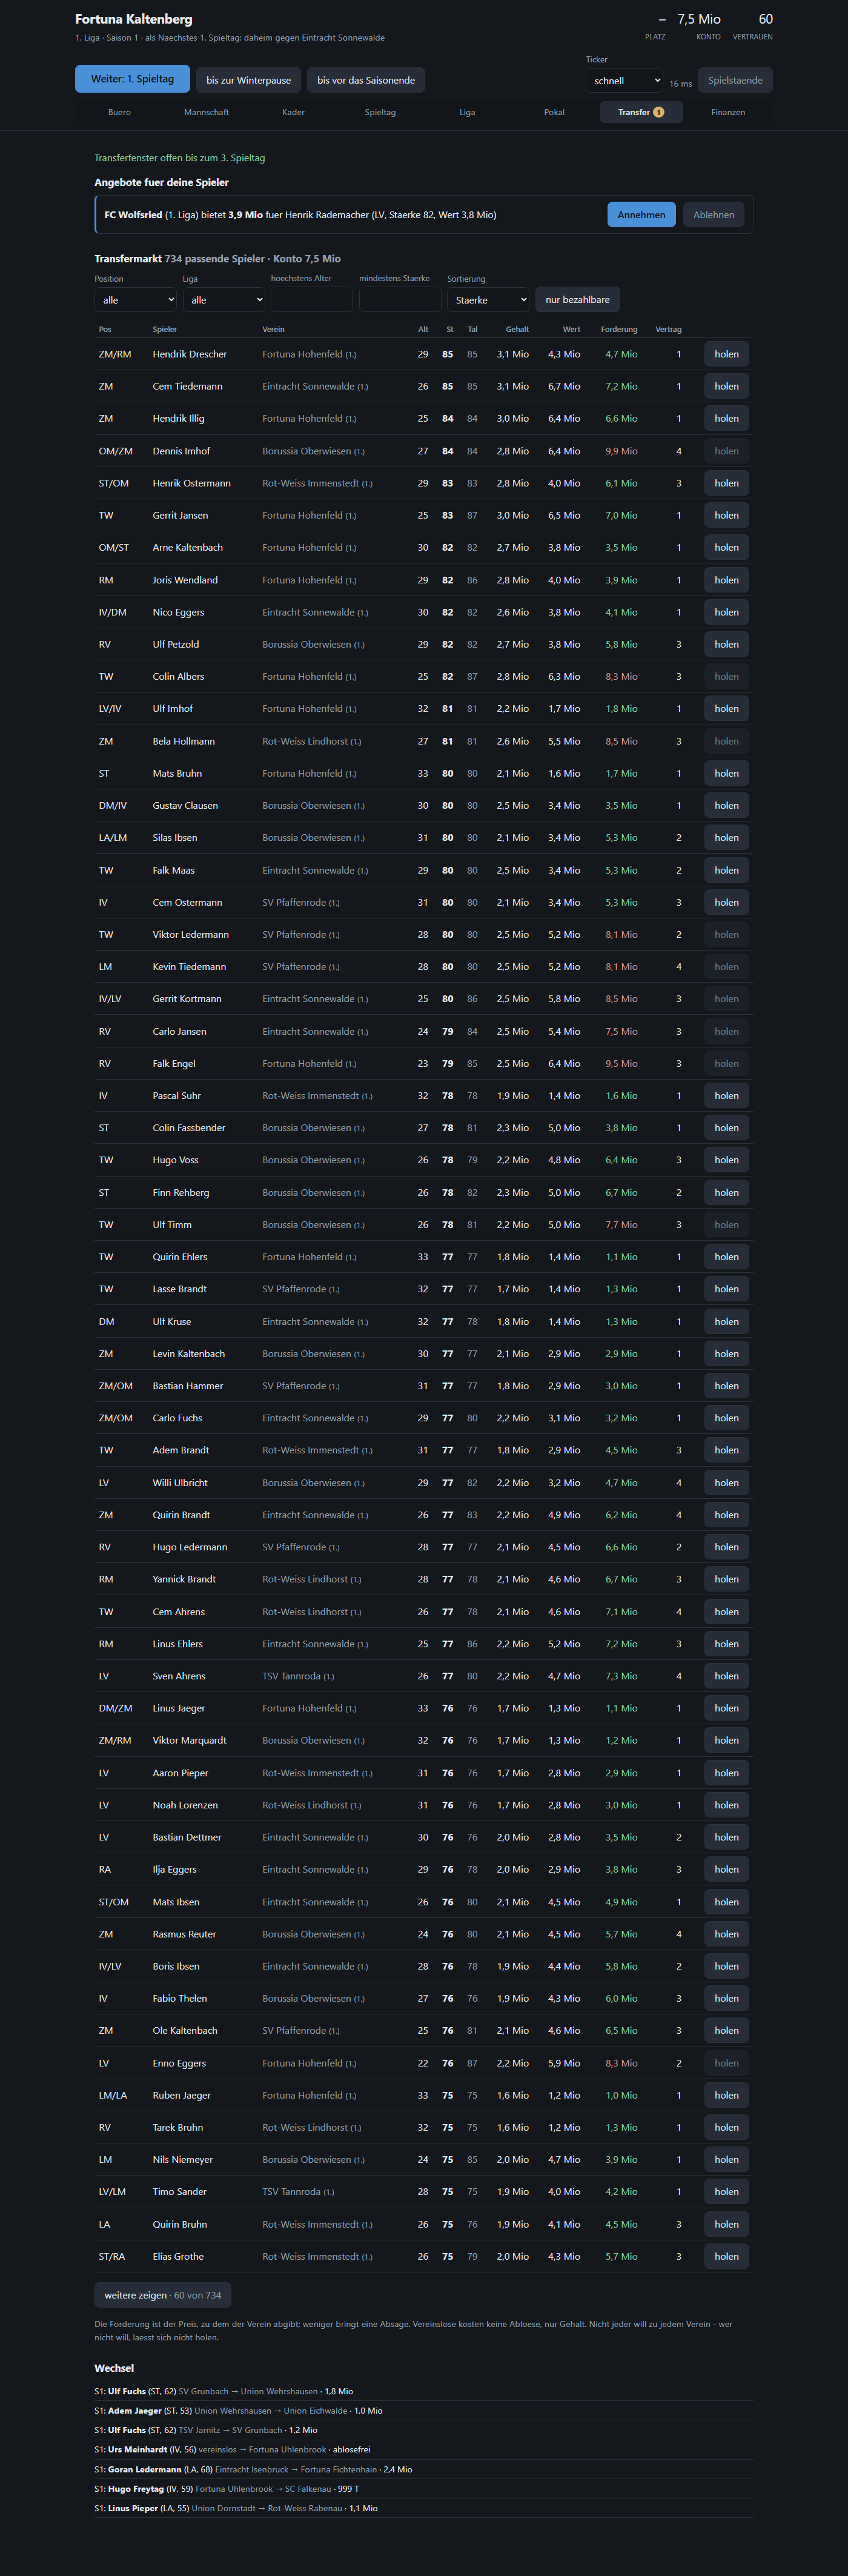 Fortuna Kaltenberg
1. Liga · Saison 1 · als Naechstes 1. Spieltag: daheim gegen Eintracht Sonnewalde
– 7,5 Mio 60
PLATZ KONTO VERTRAUEN
Weiter: 1. Spieltag bis zur Winterpause bis vor das Saisonende
Ticker
schnell 16 ms Spielstaende
Buero Mannschaft Kader Spieltag Liga Pokal Transfer 1 Finanzen
Transferfenster offen bis zum 3. Spieltag
Angebote fuer deine Spieler
FC Wolfsried (1. Liga) bietet 3,9 Mio fuer Henrik Rademacher (LV, Staerke 82, Wert 3,8 Mio) Annehmen Ablehnen
Transfermarkt 734 passende Spieler · Konto 7,5 Mio
Position Liga hoechstens Alter mindestens Staerke Sortierung
alle alle Staerke nur bezahlbare
Pos Spieler Verein Alt St Tal Gehalt Wert Forderung Vertrag
ZM/RM Hendrik Drescher Fortuna Hohenfeld (1.) 29 85 85 3,1 Mio 4,3 Mio 4,7 Mio 1 holen
ZM Cem Tiedemann Eintracht Sonnewalde (1.) 26 85 85 3,1 Mio 6,7 Mio 7,2 Mio 1 holen
ZM Hendrik Illig Fortuna Hohenfeld (1.) 25 84 84 3,0 Mio 6,4 Mio 6,6 Mio 1 holen
OM/ZM Dennis Imhof Borussia Oberwiesen (1.) 27 84 84 2,8 Mio 6,4 Mio 9,9 Mio 4 holen
ST/OM Henrik Ostermann Rot-Weiss Immenstedt (1.) 29 83 83 2,8 Mio 4,0 Mio 6,1 Mio 3 holen
TW Gerrit Jansen Fortuna Hohenfeld (1.) 25 83 87 3,0 Mio 6,5 Mio 7,0 Mio 1 holen
OM/ST Arne Kaltenbach Fortuna Hohenfeld (1.) 30 82 82 2,7 Mio 3,8 Mio 3,5 Mio 1 holen
RM Joris Wendland Fortuna Hohenfeld (1.) 29 82 86 2,8 Mio 4,0 Mio 3,9 Mio 1 holen
IV/DM Nico Eggers Eintracht Sonnewalde (1.) 30 82 82 2,6 Mio 3,8 Mio 4,1 Mio 1 holen
RV Ulf Petzold Borussia Oberwiesen (1.) 29 82 82 2,7 Mio 3,8 Mio 5,8 Mio 3 holen
TW Colin Albers Fortuna Hohenfeld (1.) 25 82 87 2,8 Mio 6,3 Mio 8,3 Mio 3 holen
LV/IV Ulf Imhof Fortuna Hohenfeld (1.) 32 81 81 2,2 Mio 1,7 Mio 1,8 Mio 1 holen
ZM Bela Hollmann Rot-Weiss Lindhorst (1.) 27 81 81 2,6 Mio 5,5 Mio 8,5 Mio 3 holen
ST Mats Bruhn Fortuna Hohenfeld (1.) 33 80 80 2,1 Mio 1,6 Mio 1,7 Mio 1 holen
DM/IV Gustav Clausen Borussia Oberwiesen (1.) 30 80 80 2,5 Mio 3,4 Mio 3,5 Mio 1 holen
LA/LM Silas Ibsen Borussia Oberwiesen (1.) 31 80 80 2,1 Mio 3,4 Mio 5,3 Mio 2 holen
TW Falk Maas Eintracht Sonnewalde (1.) 29 80 80 2,5 Mio 3,4 Mio 5,3 Mio 2 holen
IV Cem Ostermann SV Pfaffenrode (1.) 31 80 80 2,1 Mio 3,4 Mio 5,3 Mio 3 holen
TW Viktor Ledermann SV Pfaffenrode (1.) 28 80 80 2,5 Mio 5,2 Mio 8,1 Mio 2 holen
LM Kevin Tiedemann SV Pfaffenrode (1.) 28 80 80 2,5 Mio 5,2 Mio 8,1 Mio 4 holen
IV/LV Gerrit Kortmann Eintracht Sonnewalde (1.) 25 80 86 2,5 Mio 5,8 Mio 8,5 Mio 3 holen
RV Carlo Jansen Eintracht Sonnewalde (1.) 24 79 84 2,5 Mio 5,4 Mio 7,5 Mio 3 holen
RV Falk Engel Fortuna Hohenfeld (1.) 23 79 85 2,5 Mio 6,4 Mio 9,5 Mio 3 holen
IV Pascal Suhr Rot-Weiss Immenstedt (1.) 32 78 78 1,9 Mio 1,4 Mio 1,6 Mio 1 holen
ST Colin Fassbender Borussia Oberwiesen (1.) 27 78 81 2,3 Mio 5,0 Mio 3,8 Mio 1 holen
TW Hugo Voss Borussia Oberwiesen (1.) 26 78 79 2,2 Mio 4,8 Mio 6,4 Mio 3 holen
ST Finn Rehberg Borussia Oberwiesen (1.) 26 78 82 2,3 Mio 5,0 Mio 6,7 Mio 2 holen
TW Ulf Timm Borussia Oberwiesen (1.) 26 78 81 2,2 Mio 5,0 Mio 7,7 Mio 3 holen
TW Quirin Ehlers Fortuna Hohenfeld (1.) 33 77 77 1,8 Mio 1,4 Mio 1,1 Mio 1 holen
TW Lasse Brandt SV Pfaffenrode (1.) 32 77 77 1,7 Mio 1,4 Mio 1,3 Mio 1 holen
DM Ulf Kruse Eintracht Sonnewalde (1.) 32 77 78 1,8 Mio 1,4 Mio 1,3 Mio 1 holen
ZM Levin Kaltenbach Borussia Oberwiesen (1.) 30 77 77 2,1 Mio 2,9 Mio 2,9 Mio 1 holen
ZM/OM Bastian Hammer SV Pfaffenrode (1.) 31 77 77 1,8 Mio 2,9 Mio 3,0 Mio 1 holen
ZM/OM Carlo Fuchs Eintracht Sonnewalde (1.) 29 77 80 2,2 Mio 3,1 Mio 3,2 Mio 1 holen
TW Adem Brandt Rot-Weiss Immenstedt (1.) 31 77 77 1,8 Mio 2,9 Mio 4,5 Mio 3 holen
LV Willi Ulbricht Borussia Oberwiesen (1.) 29 77 82 2,2 Mio 3,2 Mio 4,7 Mio 4 holen
ZM Quirin Brandt Eintracht Sonnewalde (1.) 26 77 83 2,2 Mio 4,9 Mio 6,2 Mio 4 holen
RV Hugo Ledermann SV Pfaffenrode (1.) 28 77 77 2,1 Mio 4,5 Mio 6,6 Mio 2 holen
RM Yannick Brandt Rot-Weiss Lindhorst (1.) 28 77 78 2,1 Mio 4,6 Mio 6,7 Mio 3 holen
TW Cem Ahrens Rot-Weiss Lindhorst (1.) 26 77 78 2,1 Mio 4,6 Mio 7,1 Mio 4 holen
RM Linus Ehlers Eintracht Sonnewalde (1.) 25 77 86 2,2 Mio 5,2 Mio 7,2 Mio 3 holen
LV Sven Ahrens TSV Tannroda (1.) 26 77 80 2,2 Mio 4,7 Mio 7,3 Mio 4 holen
DM/ZM Linus Jaeger Fortuna Hohenfeld (1.) 33 76 76 1,7 Mio 1,3 Mio 1,1 Mio 1 holen
ZM/RM Viktor Marquardt Borussia Oberwiesen (1.) 32 76 76 1,7 Mio 1,3 Mio 1,2 Mio 1 holen
LV Aaron Pieper Rot-Weiss Immenstedt (1.) 31 76 76 1,7 Mio 2,8 Mio 2,9 Mio 1 holen
LV Noah Lorenzen Rot-Weiss Lindhorst (1.) 31 76 76 1,7 Mio 2,8 Mio 3,0 Mio 1 holen
LV Bastian Dettmer Eintracht Sonnewalde (1.) 30 76 76 2,0 Mio 2,8 Mio 3,5 Mio 2 holen
RA Ilja Eggers Eintracht Sonnewalde (1.) 29 76 78 2,0 Mio 2,9 Mio 3,8 Mio 3 holen
ST/OM Mats Ibsen Eintracht Sonnewalde (1.) 26 76 80 2,1 Mio 4,5 Mio 4,9 Mio 1 holen
ZM Rasmus Reuter Borussia Oberwiesen (1.) 24 76 80 2,1 Mio 4,5 Mio 5,7 Mio 4 holen
IV/LV Boris Ibsen Eintracht Sonnewalde (1.) 28 76 78 1,9 Mio 4,4 Mio 5,8 Mio 2 holen
IV Fabio Thelen Borussia Oberwiesen (1.) 27 76 76 1,9 Mio 4,3 Mio 6,0 Mio 3 holen
ZM Ole Kaltenbach SV Pfaffenrode (1.) 25 76 81 2,1 Mio 4,6 Mio 6,5 Mio 3 holen
LV Enno Eggers Fortuna Hohenfeld (1.) 22 76 87 2,2 Mio 5,9 Mio 8,3 Mio 2 holen
LM/LA Ruben Jaeger Fortuna Hohenfeld (1.) 33 75 75 1,6 Mio 1,2 Mio 1,0 Mio 1 holen
RV Tarek Bruhn Rot-Weiss Lindhorst (1.) 32 75 75 1,6 Mio 1,2 Mio 1,3 Mio 1 holen
LM Nils Niemeyer Borussia Oberwiesen (1.) 24 75 85 2,0 Mio 4,7 Mio 3,9 Mio 1 holen
LV/LM Timo Sander TSV Tannroda (1.) 28 75 75 1,9 Mio 4,0 Mio 4,2 Mio 1 holen
LA Quirin Bruhn Rot-Weiss Immenstedt (1.) 26 75 76 1,9 Mio 4,1 Mio 4,5 Mio 3 holen
ST/RA Elias Grothe Rot-Weiss Immenstedt (1.) 26 75 79 2,0 Mio 4,3 Mio 5,7 Mio 3 holen
weitere zeigen · 60 von 734
Die Forderung ist der Preis, zu dem der Verein abgibt; weniger bringt eine Absage. Vereinslose kosten keine Abloese, nur Gehalt. Nicht jeder will zu jedem Verein - wer
nicht will, laesst sich nicht holen.
Wechsel
S1: Ulf Fuchs (ST, 62) SV Grunbach → Union Wehrshausen · 1,8 Mio
S1: Adem Jaeger (ST, 53) Union Wehrshausen → Union Eichwalde · 1,0 Mio
S1: Ulf Fuchs (ST, 62) TSV Jarnitz → SV Grunbach · 1,2 Mio
S1: Urs Meinhardt (IV, 56) vereinslos → Fortuna Uhlenbrook · ablosefrei
S1: Goran Ledermann (LA, 68) Eintracht Isenbruck → Fortuna Fichtenhain · 2,4 Mio
S1: Hugo Freytag (IV, 59) Fortuna Uhlenbrook → SC Falkenau · 999 T
S1: Linus Pieper (LA, 55) Union Dornstadt → Rot-Weiss Rabenau · 1,1 Mio